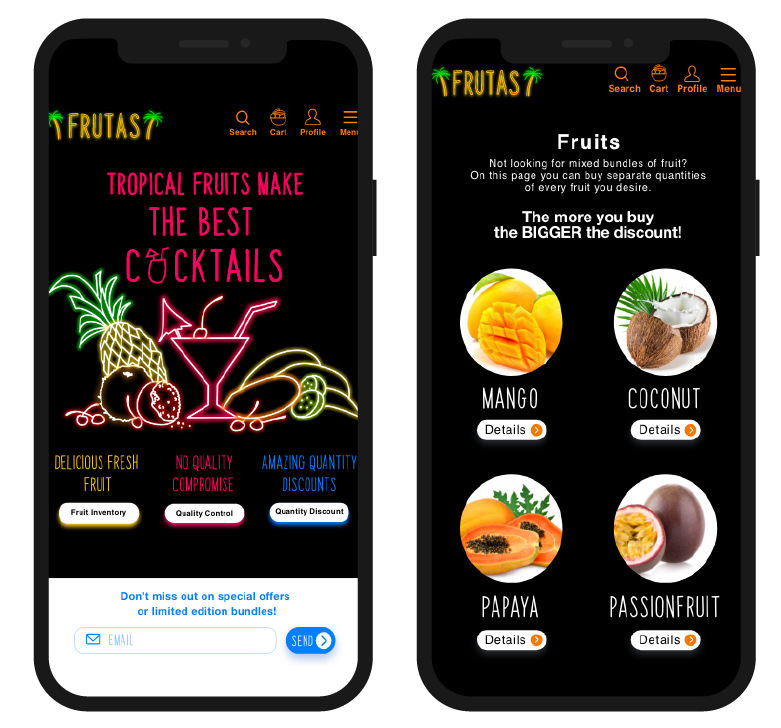 FRUTAS
Search Cart Profile Menu
TROPICAL FRUITS MAKE
THE BEST
COCKTAILS
DELICIOUS FRESH
FRUIT
Fruit Inventory
NO QUALITY
COMPROMISE
Quality Control
AMAZING QUANTITY
DISCOUNTS
Quantity Discount
Don't miss out on special offers
or limited edition bundles!
EMAIL
SEND
FRUTAS
Search Cart Profile Menu
Fruits
Not looking for mixed bundles of fruit?
On this page you can buy separate quantities
of every fruit you desire.
The more you buy
the BIGGER the discount!
MANGO
Details
COCONUT
Details
PAPAYA
Details
PASSIONFRUIT
Details